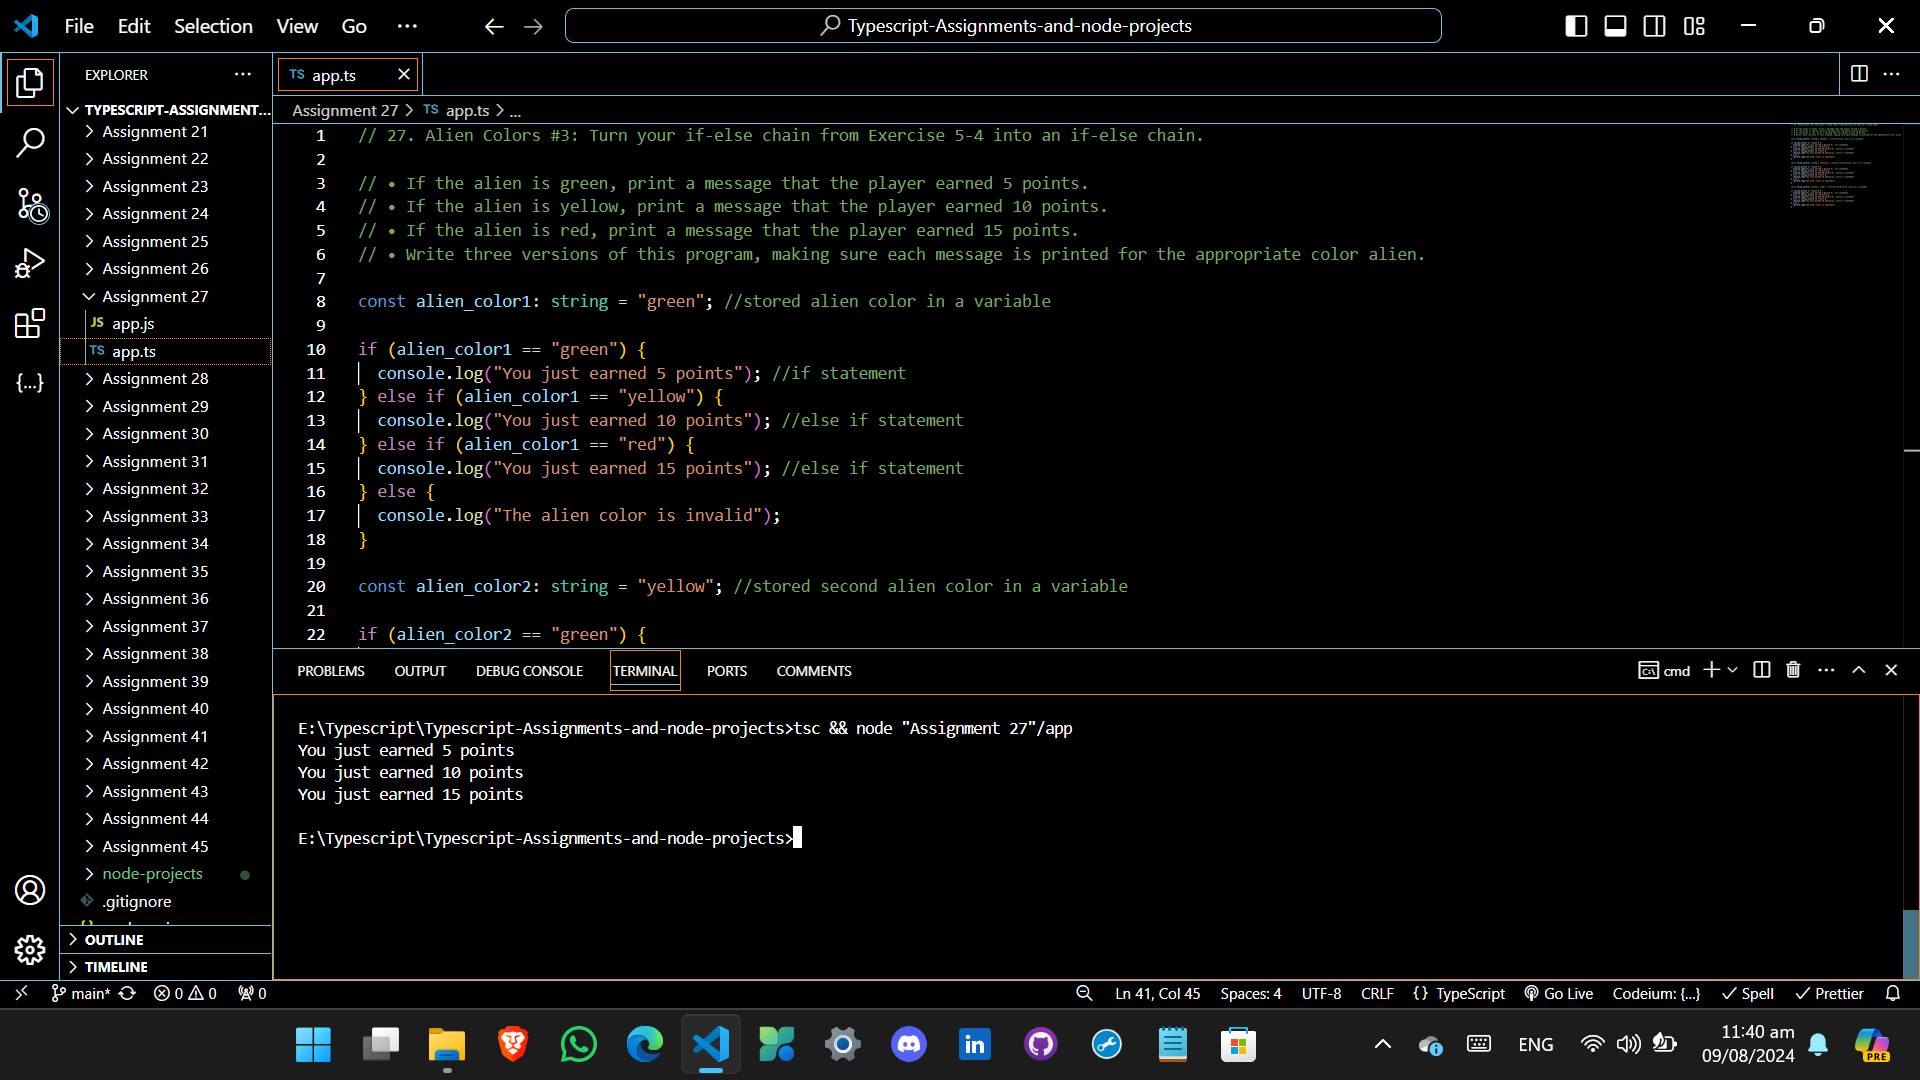 File Edit Selection View Go ···
Typescript-Assignments-and-node-projects
EXPLORER ···
TS app.ts
TYPESCRIPT-ASSIGNMENT...
Assignment 21
Assignment 22
Assignment 23
Assignment 24
Assignment 25
Assignment 26
Assignment 27
JS app.js
TS app.ts
Assignment 28
Assignment 29
Assignment 30
Assignment 31
Assignment 32
Assignment 33
Assignment 34
Assignment 35
Assignment 36
Assignment 37
Assignment 38
Assignment 39
Assignment 40
Assignment 41
Assignment 42
Assignment 43
Assignment 44
Assignment 45
node-projects
.gitignore
OUTLINE
TIMELINE
Assignment 27 > TS app.ts > ...
1 // 27. Alien Colors #3: Turn your if-else chain from Exercise 5-4 into an if-else chain.
2
3 // • If the alien is green, print a message that the player earned 5 points.
4 // • If the alien is yellow, print a message that the player earned 10 points.
5 // • If the alien is red, print a message that the player earned 15 points.
6 // • Write three versions of this program, making sure each message is printed for the appropriate color alien.
7
8 const alien_color1: string = "green"; //stored alien color in a variable
9
10 if (alien_color1 == "green") {
11 console.log("You just earned 5 points"); //if statement
12 } else if (alien_color1 == "yellow") {
13 console.log("You just earned 10 points"); //else if statement
14 } else if (alien_color1 == "red") {
15 console.log("You just earned 15 points"); //else if statement
16 } else {
17 console.log("The alien color is invalid");
18 }
19
20 const alien_color2: string = "yellow"; //stored second alien color in a variable
21
22 if (alien_color2 == "green") {
PROBLEMS OUTPUT DEBUG CONSOLE TERMINAL PORTS COMMENTS
cmd
E:\Typescript\Typescript-Assignments-and-node-projects>tsc && node "Assignment 27"/app
You just earned 5 points
You just earned 10 points
You just earned 15 points
E:\Typescript\Typescript-Assignments-and-node-projects>
main* 0 0 0
Ln 41, Col 45 Spaces: 4 UTF-8 CRLF {} TypeScript Go Live Codeium: {...} Spell Prettier
ENG
11:40 am
09/08/2024
PRE